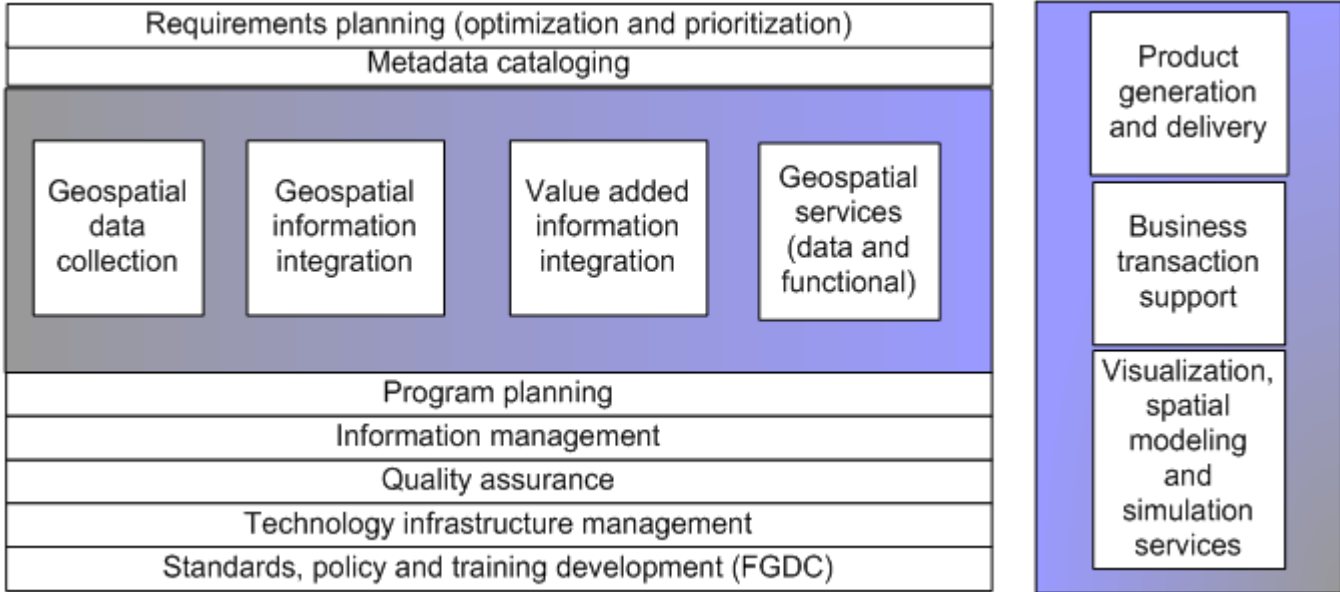 Requirements planning (optimization and prioritization)
Metadata cataloging
Geospatial
data
collection
Geospatial
information
integration
Value added
information
integration
Geospatial
services
(data and
functional)
Program planning
Information management
Quality assurance
Technology infrastructure management
Standards, policy and training development (FGDC)
Product
generation
and delivery
Business
transaction
support
Visualization,
spatial
modeling
and
simulation
services